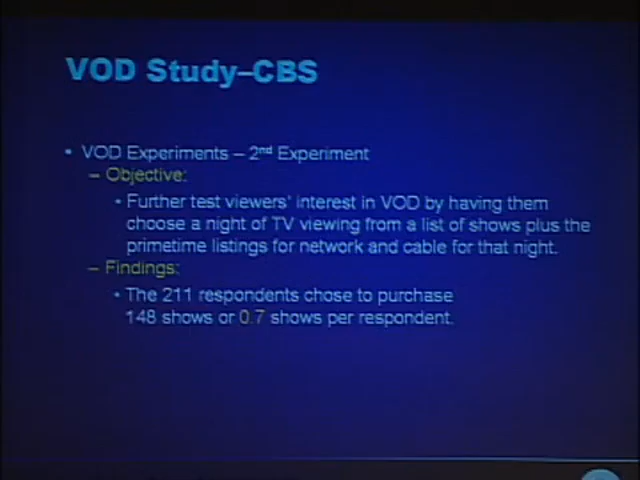 VOD Study–CBS
• VOD Experiments – 2nd Experiment
– Objective:
• Further test viewers' interest in VOD by having them
choose a night of TV viewing from a list of shows plus the
primetime listings for network and cable for that night.
– Findings:
• The 211 respondents chose to purchase
148 shows or 0.7 shows per respondent.